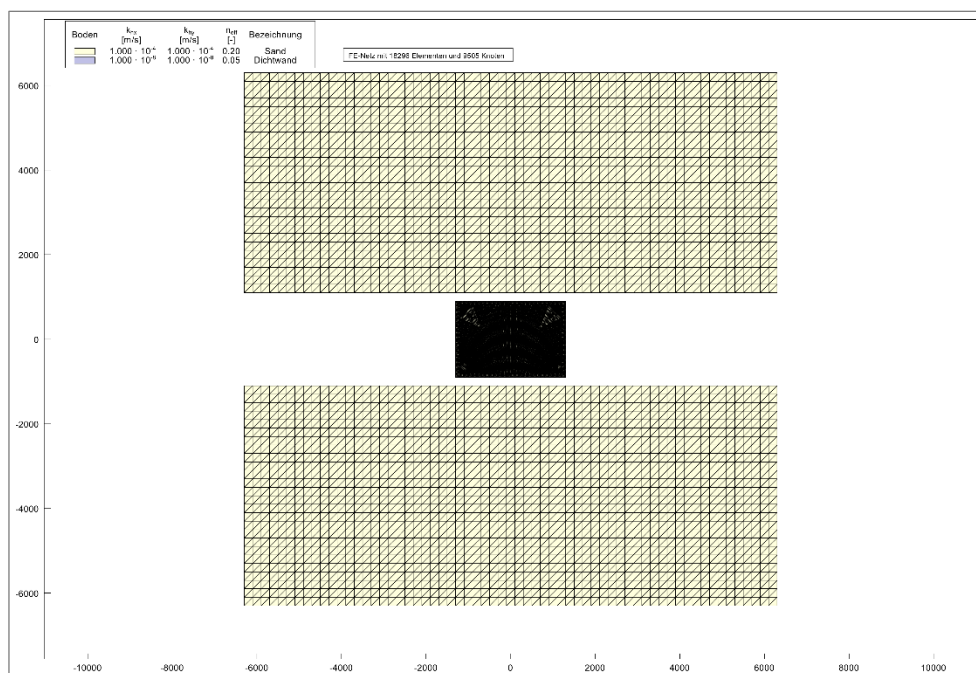 Boden kₕₓ kₕᵧ nₑff Bezeichnung
[m/s] [m/s] [-]
1.000 · 10⁻⁴ 1.000 · 10⁻⁴ 0.20 Sand
1.000 · 10⁻⁸ 1.000 · 10⁻⁸ 0.05 Dichtwand
FE-Netz mit 18298 Elementen und 9505 Knoten
6000
4000
2000
0
-2000
-4000
-6000
-10000 -8000 -6000 -4000 -2000 0 2000 4000 6000 8000 10000